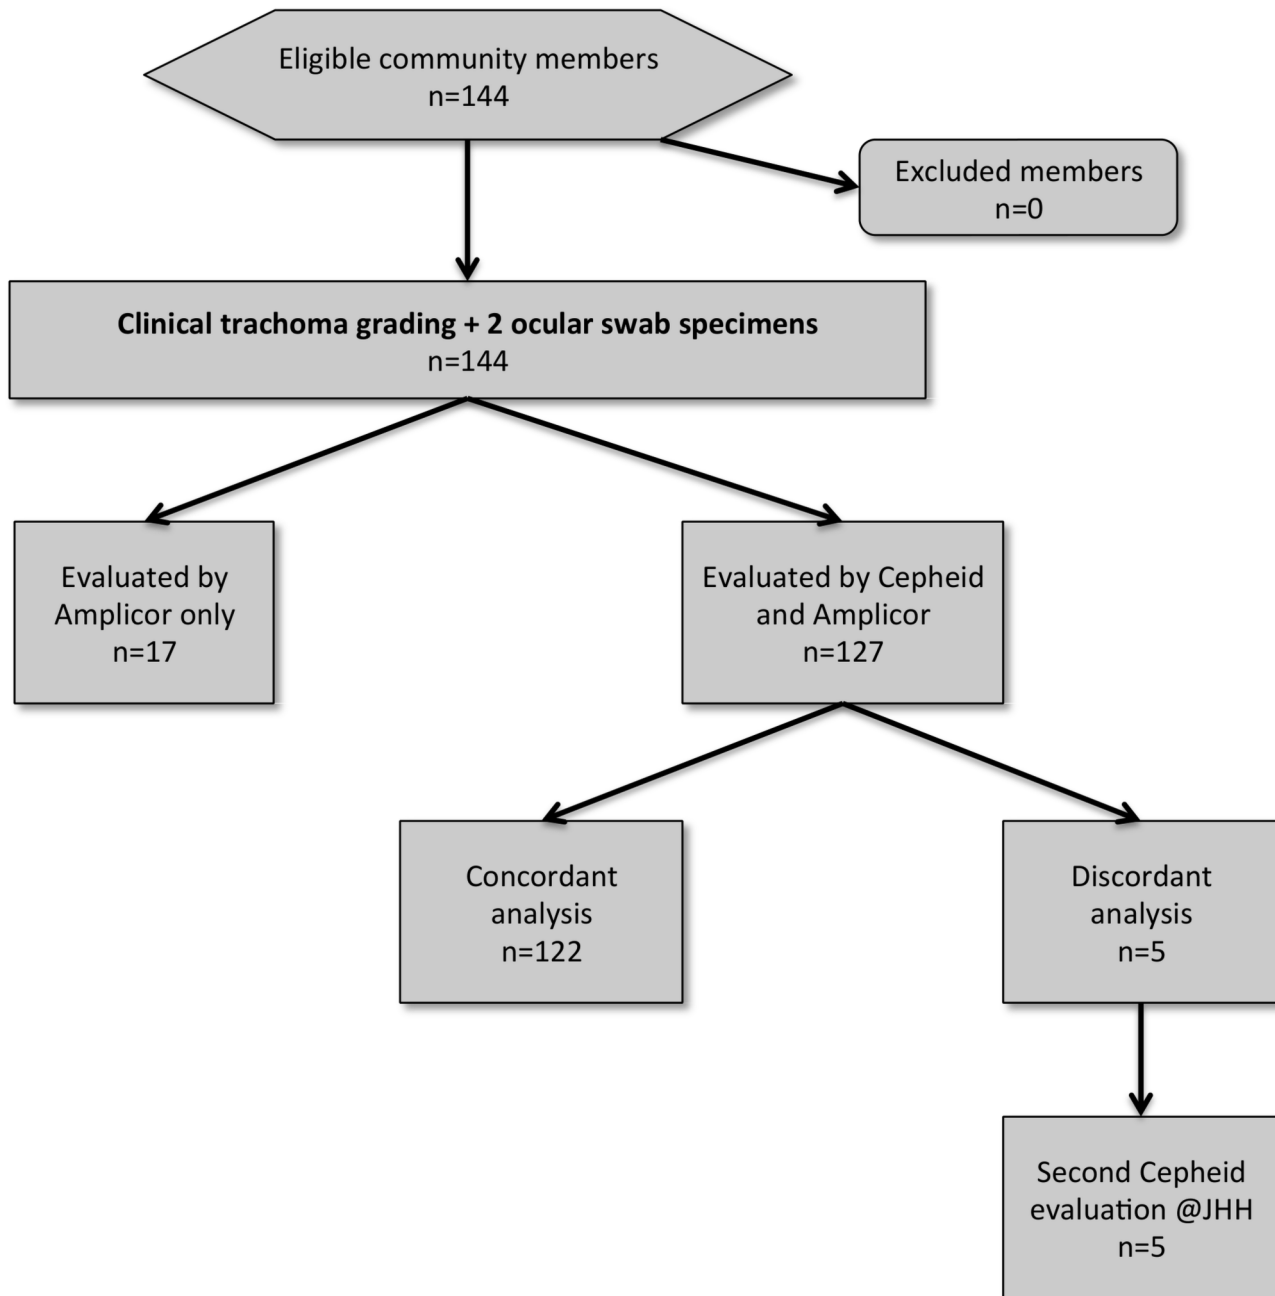 Eligible community members
n=144
Excluded members
n=0
Clinical trachoma grading + 2 ocular swab specimens
n=144
Evaluated by
Amplicor only
n=17
Evaluated by Cepheid
and Amplicor
n=127
Concordant
analysis
n=122
Discordant
analysis
n=5
Second Cepheid
evaluation @JHH
n=5